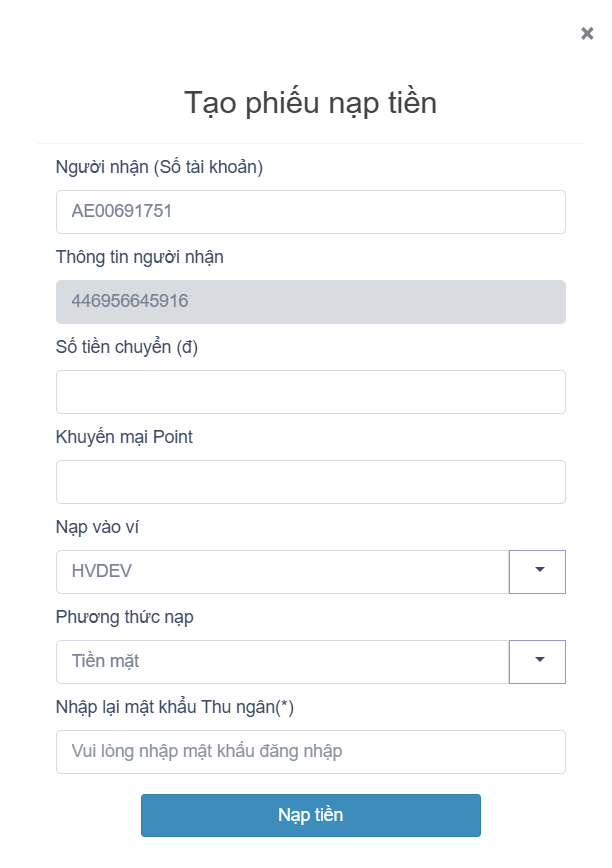 ×
Tạo phiếu nạp tiền
Người nhận (Số tài khoản)
AE00691751
Thông tin người nhận
446956645916
Số tiền chuyển (đ)
Khuyến mại Point
Nạp vào ví
HVDEV
Phương thức nạp
Tiền mặt
Nhập lại mật khẩu Thu ngân(*)
Vui lòng nhập mật khẩu đăng nhập
Nạp tiền